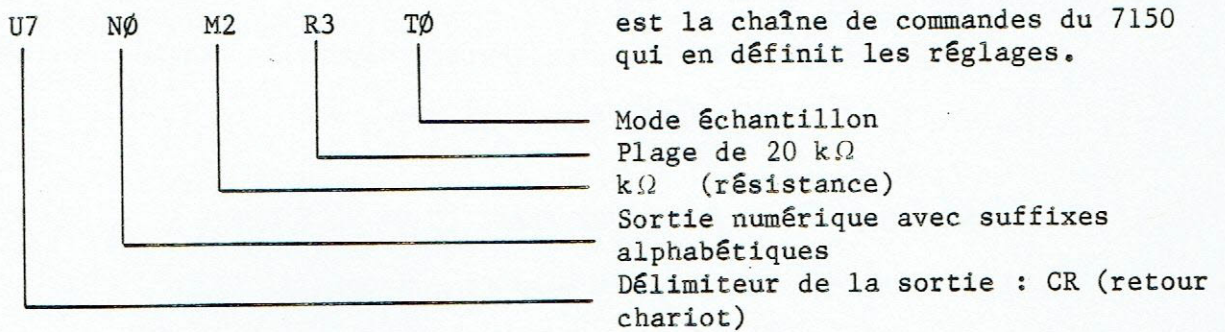 U7 NØ M2 R3 TØ est la chaîne de commandes du 7150
qui en définit les réglages.
Mode échantillon
Plage de 20 kΩ
kΩ (résistance)
Sortie numérique avec suffixes
alphabétiques
Délimiteur de la sortie : CR (retour
chariot)